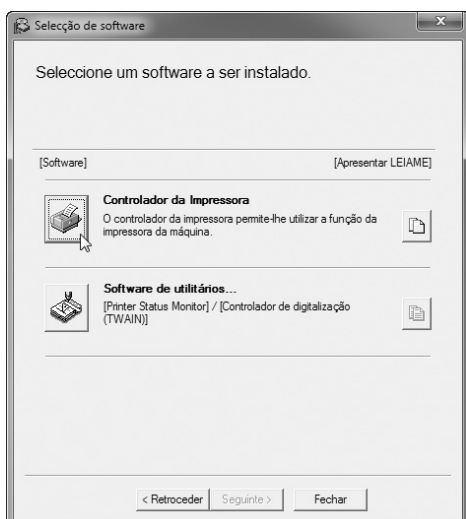 Selecção de software
Seleccione um software a ser instalado.
[Software] [Apresentar LEIAME]
Controlador da Impressora
O controlador da impressora permite-lhe utilizar a função da
impressora da máquina.
Software de utilitários...
[Printer Status Monitor] / [Controlador de digitalização
(TWAIN)]
< Retroceder Seguinte > Fechar